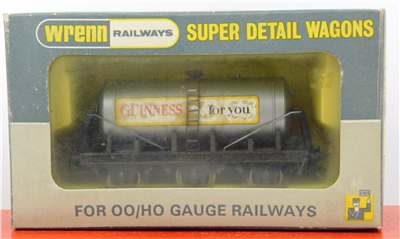 wrenn RAILWAYS SUPER DETAIL WAGONS
GUINNESS for you
FOR OO/HO GAUGE RAILWAYS